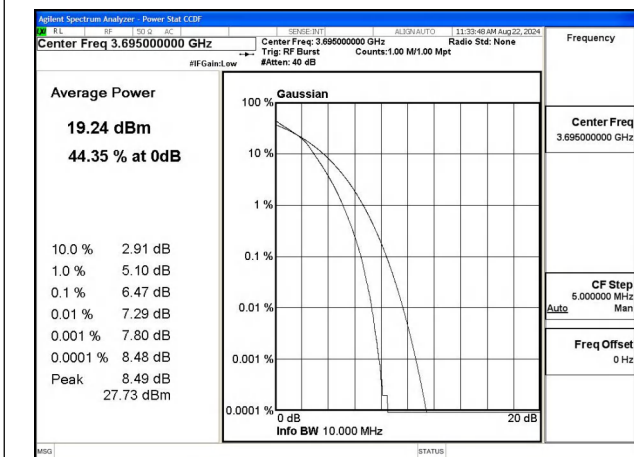 Agilent Spectrum Analyzer - Power Stat CCDF
RL RF 50 Ω AC SENSE:INT ALIGN AUTO 11:33:48 AM Aug 22, 2024
Center Freq 3.695000000 GHz
Center Freq: 3.695000000 GHz Radio Std: None
Trig: RF Burst Counts:1.00 M/1.00 Mpt
#IFGain:Low #Atten: 40 dB
Frequency
Average Power
19.24 dBm
44.35 % at 0dB
10.0 % 2.91 dB
1.0 % 5.10 dB
0.1 % 6.47 dB
0.01 % 7.29 dB
0.001 % 7.80 dB
0.0001 % 8.48 dB
Peak 8.49 dB
27.73 dBm
Gaussian
100 %
10 %
1 %
0.1 %
0.01 %
0.001 %
0.0001 %
0 dB 20 dB
Info BW 10.000 MHz
Center Freq
3.695000000 GHz
CF Step
5.000000 MHz
Auto Man
Freq Offset
0 Hz
MSG STATUS